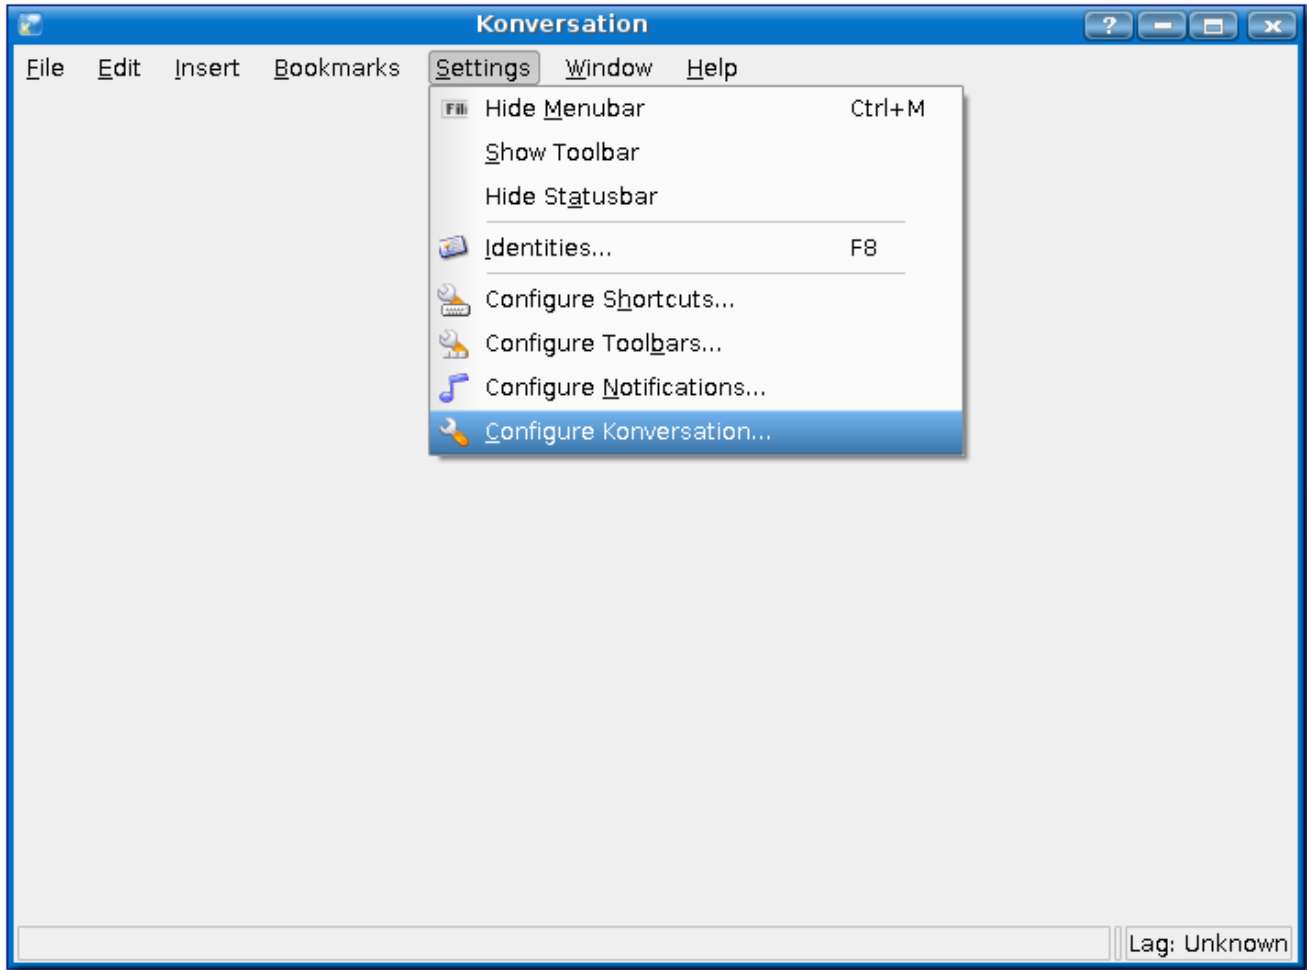 Konversation
File Edit Insert Bookmarks Settings Window Help
Hide Menubar Ctrl+M
Show Toolbar
Hide Statusbar
Identities... F8
Configure Shortcuts...
Configure Toolbars...
Configure Notifications...
Configure Konversation...
Lag: Unknown